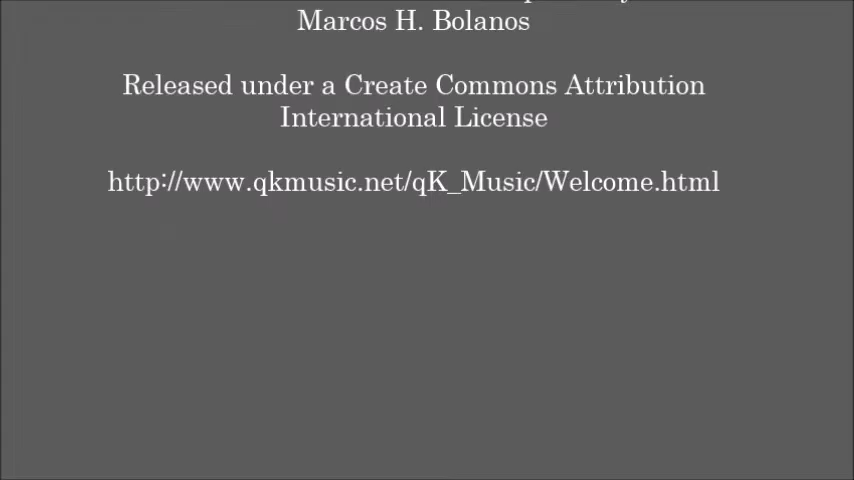 Marcos H. Bolanos
Released under a Create Commons Attribution
International License
http://www.qkmusic.net/qK_Music/Welcome.html